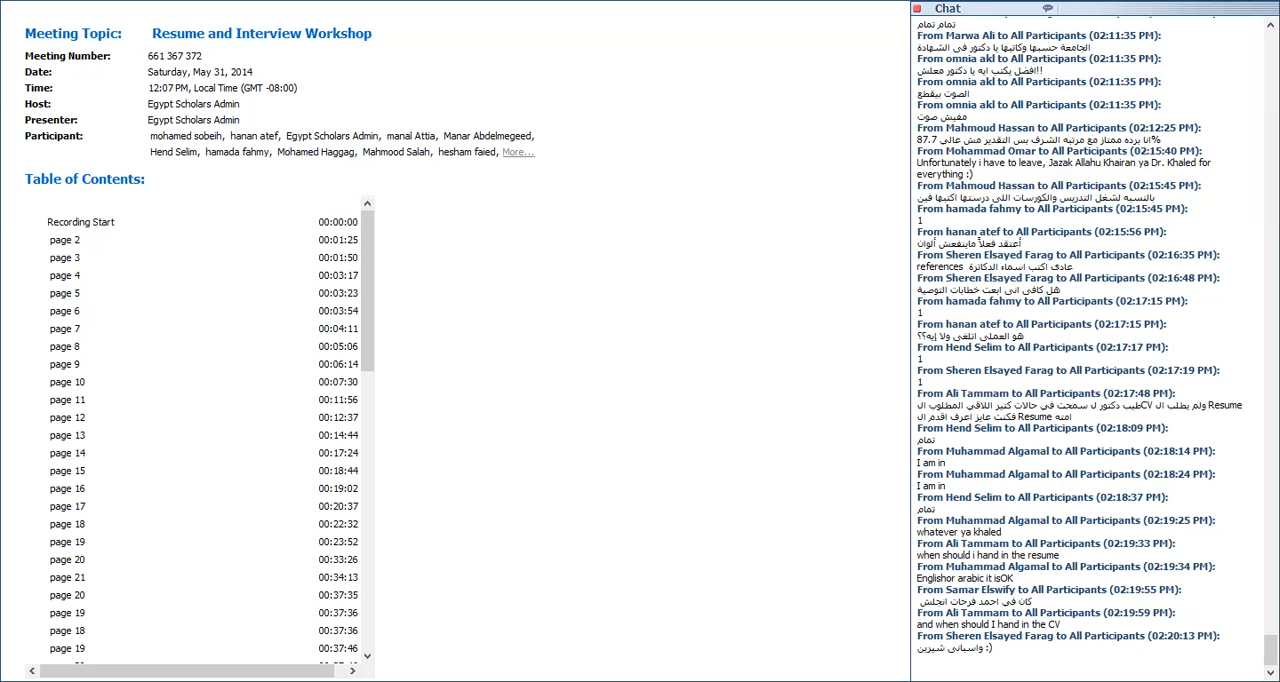 Meeting Topic: Resume and Interview Workshop
Meeting Number: 661 367 372
Date: Saturday, May 31, 2014
Time: 12:07 PM, Local Time (GMT -08:00)
Host: Egypt Scholars Admin
Presenter: Egypt Scholars Admin
Participant: mohamed sobeih, hanan atef, Egypt Scholars Admin, manal Attia, Manar Abdelmegeed,
Hend Selim, hamada fahmy, Mohamed Haggag, Mahmood Salah, hesham faied, More...
Table of Contents:
Recording Start 00:00:00
page 2 00:01:25
page 3 00:01:50
page 4 00:03:17
page 5 00:03:23
page 6 00:03:54
page 7 00:04:11
page 8 00:05:06
page 9 00:06:14
page 10 00:07:30
page 11 00:11:56
page 12 00:12:37
page 13 00:14:44
page 14 00:17:24
page 15 00:18:44
page 16 00:19:02
page 17 00:20:37
page 18 00:22:32
page 19 00:23:52
page 20 00:33:26
page 21 00:34:13
page 20 00:37:35
page 19 00:37:36
page 18 00:37:36
page 19 00:37:46
Chat
تمام تمام
From Marwa Ali to All Participants (02:11:35 PM):
الجامعة حسبها وكاتبها يا دكتور فى الشهادة
From omnia akl to All Participants (02:11:35 PM):
افضل يكتب ايه يا دكتور معلش!!
From omnia akl to All Participants (02:11:35 PM):
الصوت بيقطع
From omnia akl to All Participants (02:11:35 PM):
مفيش صوت
From Mahmoud Hassan to All Participants (02:12:25 PM):
انا برده ممتاز مع مرتبه الشرف بس التقدير مش عالى 87.7%
From Mohammad Omar to All Participants (02:15:40 PM):
Unfortunately i have to leave, Jazak Allahu Khairan ya Dr. Khaled for
everything :)
From Mahmoud Hassan to All Participants (02:15:45 PM):
بالنسبه لشغل التدريس والكورسات اللى درستها اكتبها فين
From hamada fahmy to All Participants (02:15:45 PM):
1
From hanan atef to All Participants (02:15:56 PM):
أعتقد فعلاً ماينفعش ألوان
From Sheren Elsayed Farag to All Participants (02:16:35 PM):
عادى اكتب اسماء الدكاترة references
From Sheren Elsayed Farag to All Participants (02:16:48 PM):
هل كافى انى ابعت خطابات التوصية
From hamada fahmy to All Participants (02:17:15 PM):
1
From hanan atef to All Participants (02:17:15 PM):
هو العملى اتلغى ولا إيه؟؟
From Hend Selim to All Participants (02:17:17 PM):
1
From Sheren Elsayed Farag to All Participants (02:17:19 PM):
1
From Ali Tammam to All Participants (02:17:48 PM):
طيب دكتور ل سمحت في حالات كتير اللاقي المطلوب ال CV ولم يطلب ال Resume
فكنت عايز اعرف اقدم ال Resume امته
From Hend Selim to All Participants (02:18:09 PM):
تمام
From Muhammad Algamal to All Participants (02:18:14 PM):
I am in
From Muhammad Algamal to All Participants (02:18:24 PM):
I am in
From Hend Selim to All Participants (02:18:37 PM):
تمام
From Muhammad Algamal to All Participants (02:19:25 PM):
whatever ya khaled
From Ali Tammam to All Participants (02:19:33 PM):
when should i hand in the resume
From Muhammad Algamal to All Participants (02:19:34 PM):
Englishor arabic it isOK
From Samar Elswify to All Participants (02:19:55 PM):
كان في احمد فرحات انجلش
From Ali Tammam to All Participants (02:19:59 PM):
and when should I hand in the CV
From Sheren Elsayed Farag to All Participants (02:20:13 PM):
واسبانى شيرين :)